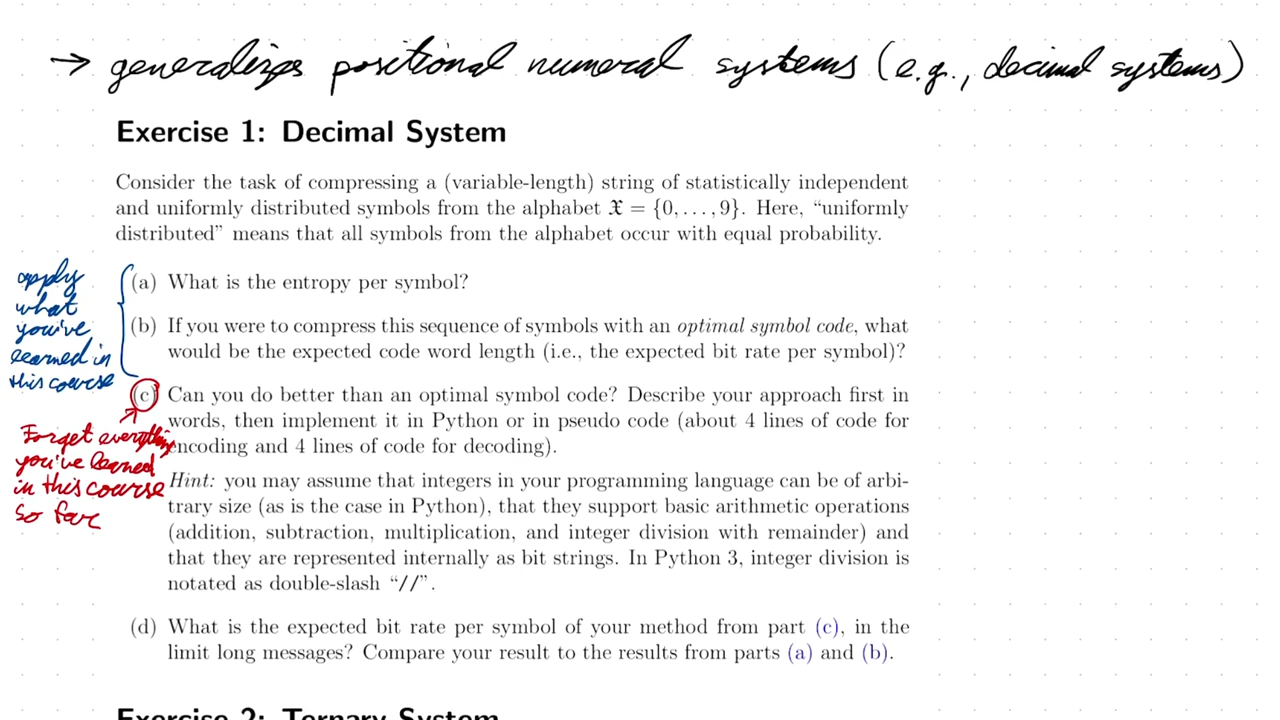 → generalizes positional numeral systems (e.g., decimal systems)
Exercise 1: Decimal System
Consider the task of compressing a (variable-length) string of statistically independent
and uniformly distributed symbols from the alphabet 𝔛 = {0, . . . , 9}. Here, “uniformly
distributed” means that all symbols from the alphabet occur with equal probability.
apply
what
you've
learned in
this course
(a) What is the entropy per symbol?
(b) If you were to compress this sequence of symbols with an optimal symbol code, what
would be the expected code word length (i.e., the expected bit rate per symbol)?
(c) Can you do better than an optimal symbol code? Describe your approach first in
words, then implement it in Python or in pseudo code (about 4 lines of code for
encoding and 4 lines of code for decoding).
Forget everything
you've learned
in this course
so far
Hint: you may assume that integers in your programming language can be of arbi-
trary size (as is the case in Python), that they support basic arithmetic operations
(addition, subtraction, multiplication, and integer division with remainder) and
that they are represented internally as bit strings. In Python 3, integer division is
notated as double-slash “//”.
(d) What is the expected bit rate per symbol of your method from part (c), in the
limit long messages? Compare your result to the results from parts (a) and (b).
Exercise 2: Ternary System